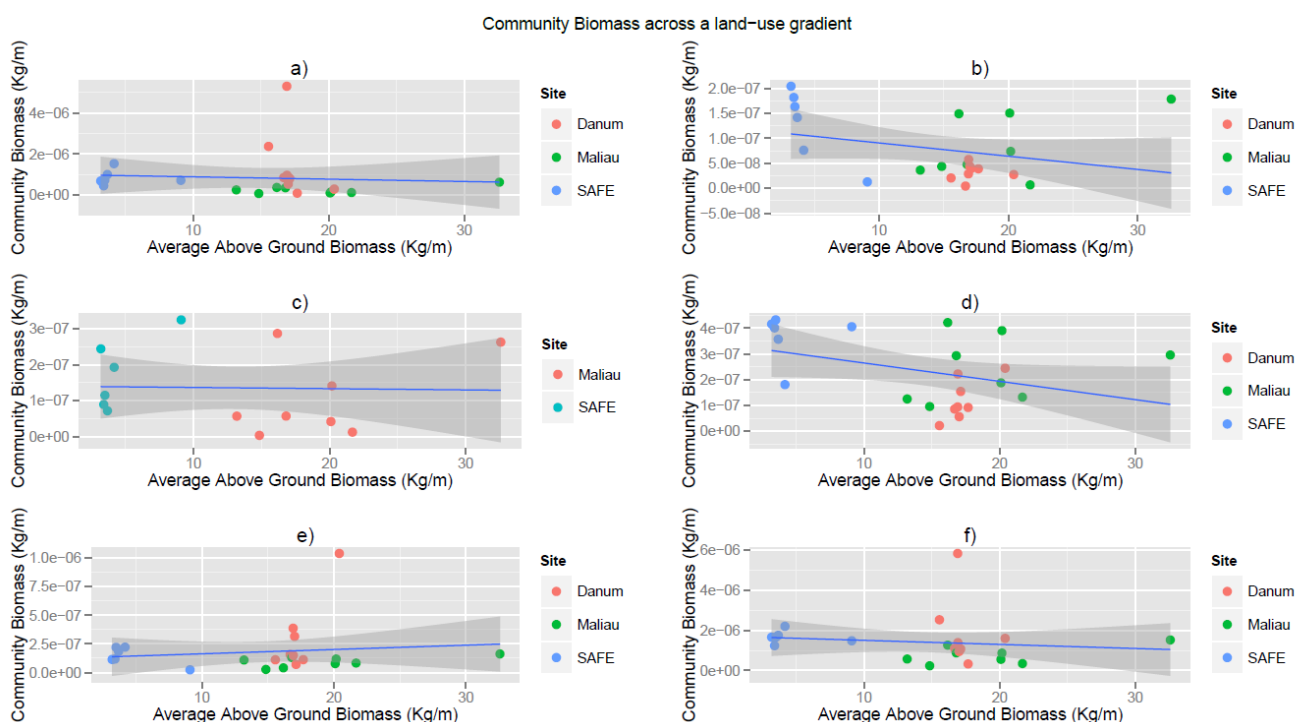 Community Biomass across a land−use gradient
a)
Community Biomass (Kg/m)
4e−06
2e−06
0e+00
10
20
30
Average Above Ground Biomass (Kg/m)
Site
Danum
Maliau
SAFE
b)
Community Biomass (Kg/m)
2.0e−07
1.5e−07
1.0e−07
5.0e−08
0.0e+00
−5.0e−08
10
20
30
Average Above Ground Biomass (Kg/m)
Site
Danum
Maliau
SAFE
c)
Community Biomass (Kg/m)
3e−07
2e−07
1e−07
0e+00
10
20
30
Average Above Ground Biomass (Kg/m)
Site
Maliau
SAFE
d)
Community Biomass (Kg/m)
4e−07
3e−07
2e−07
1e−07
0e+00
10
20
30
Average Above Ground Biomass (Kg/m)
Site
Danum
Maliau
SAFE
e)
Community Biomass (Kg/m)
1.0e−06
7.5e−07
5.0e−07
2.5e−07
0.0e+00
10
20
30
Average Above Ground Biomass (Kg/m)
Site
Danum
Maliau
SAFE
f)
Community Biomass (Kg/m)
6e−06
4e−06
2e−06
0e+00
10
20
30
Average Above Ground Biomass (Kg/m)
Site
Danum
Maliau
SAFE